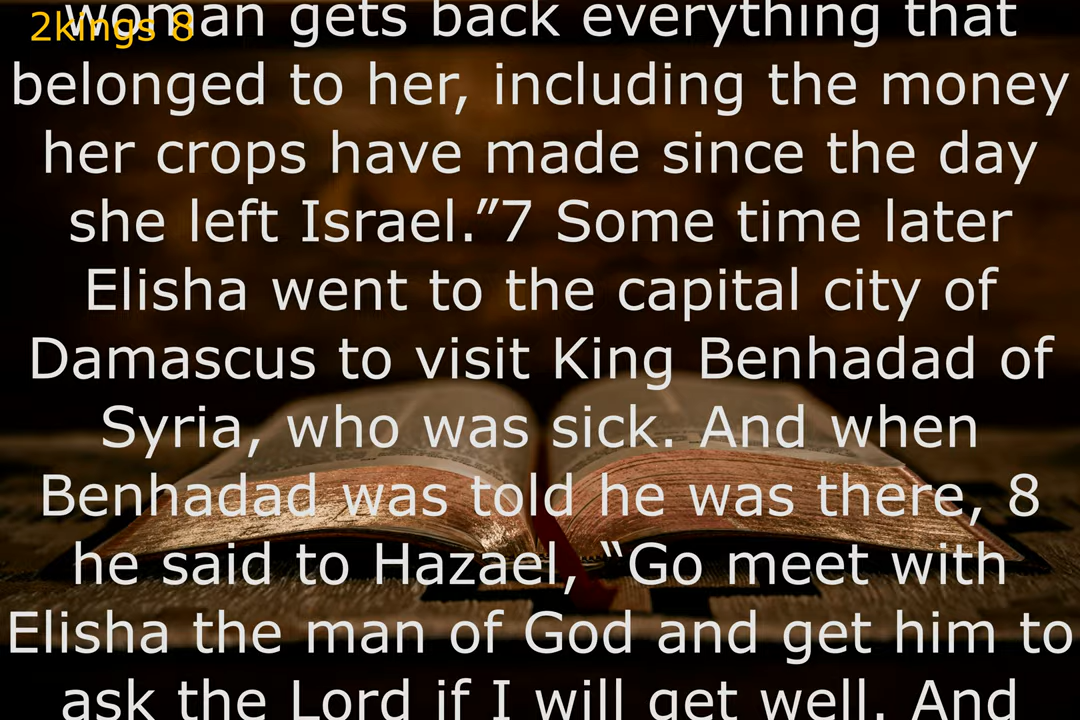 2kings 8
woman gets back everything that
belonged to her, including the money
her crops have made since the day
she left Israel.”7 Some time later
Elisha went to the capital city of
Damascus to visit King Benhadad of
Syria, who was sick. And when
Benhadad was told he was there, 8
he said to Hazael, “Go meet with
Elisha the man of God and get him to
ask the Lord if I will get well. And